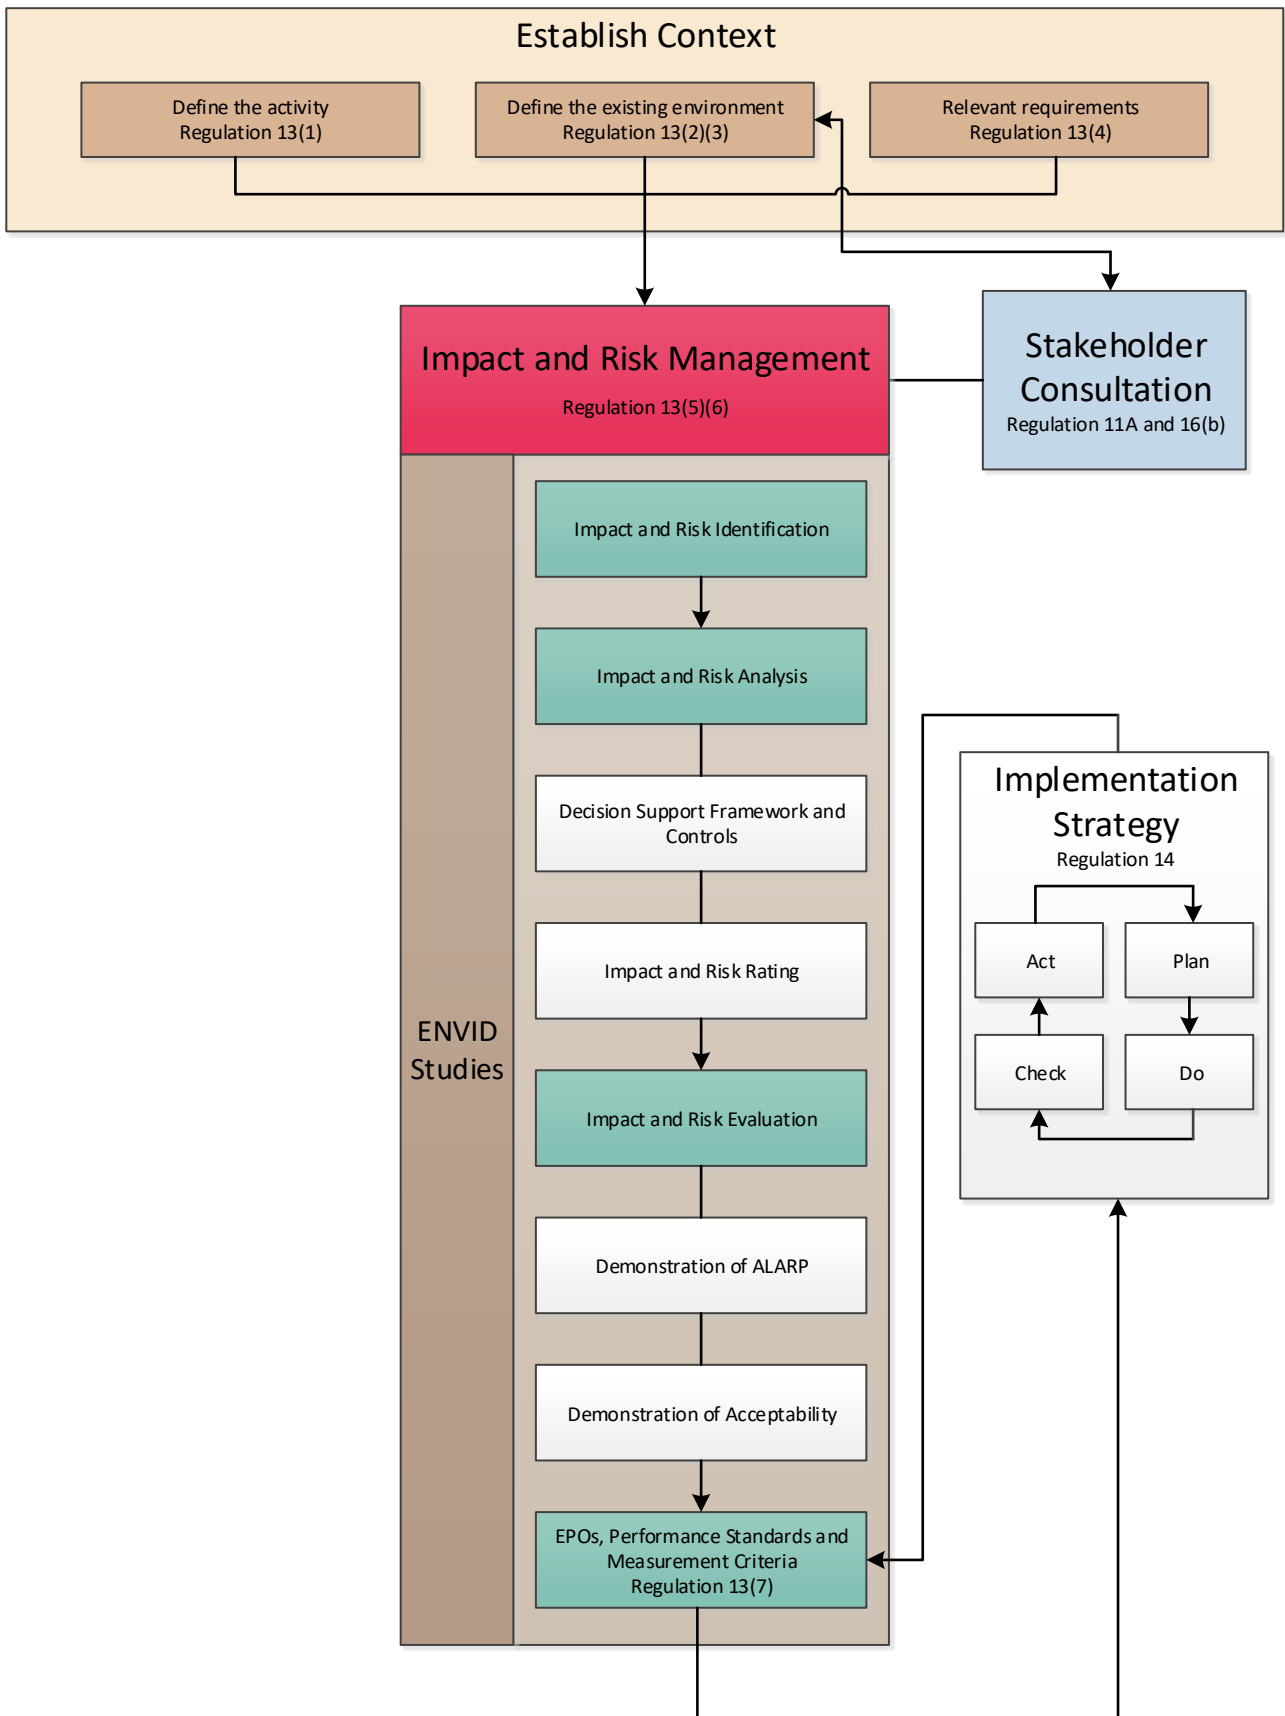 Establish Context
Define the activity
Regulation 13(1)
Define the existing environment
Regulation 13(2)(3)
Relevant requirements
Regulation 13(4)
Impact and Risk Management
Regulation 13(5)(6)
Stakeholder
Consultation
Regulation 11A and 16(b)
ENVID
Studies
Impact and Risk Identification
Impact and Risk Analysis
Decision Support Framework and
Controls
Impact and Risk Rating
Impact and Risk Evaluation
Demonstration of ALARP
Demonstration of Acceptability
EPOs, Performance Standards and
Measurement Criteria
Regulation 13(7)
Implementation
Strategy
Regulation 14
Act
Plan
Check
Do